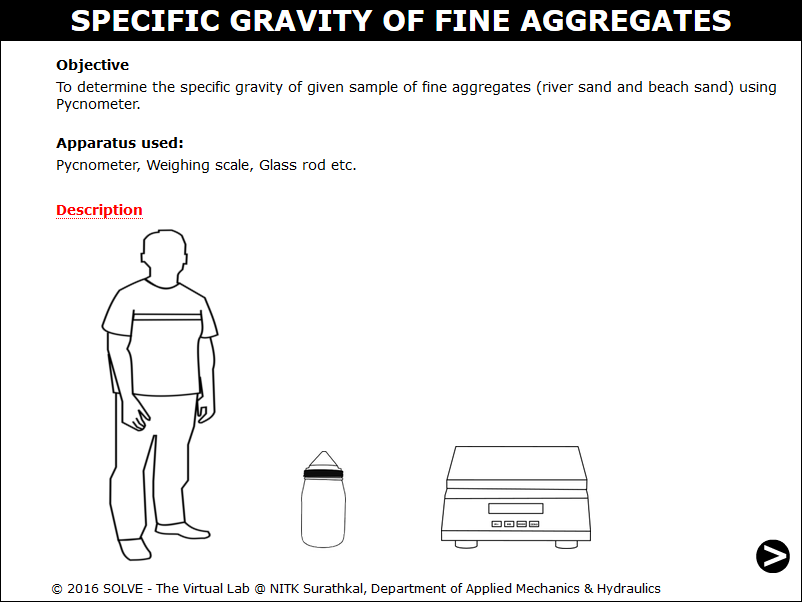 SPECIFIC GRAVITY OF FINE AGGREGATES
Objective
To determine the specific gravity of given sample of fine aggregates (river sand and beach sand) using
Pycnometer.
Apparatus used:
Pycnometer, Weighing scale, Glass rod etc.
Description
© 2016 SOLVE - The Virtual Lab @ NITK Surathkal, Department of Applied Mechanics & Hydraulics